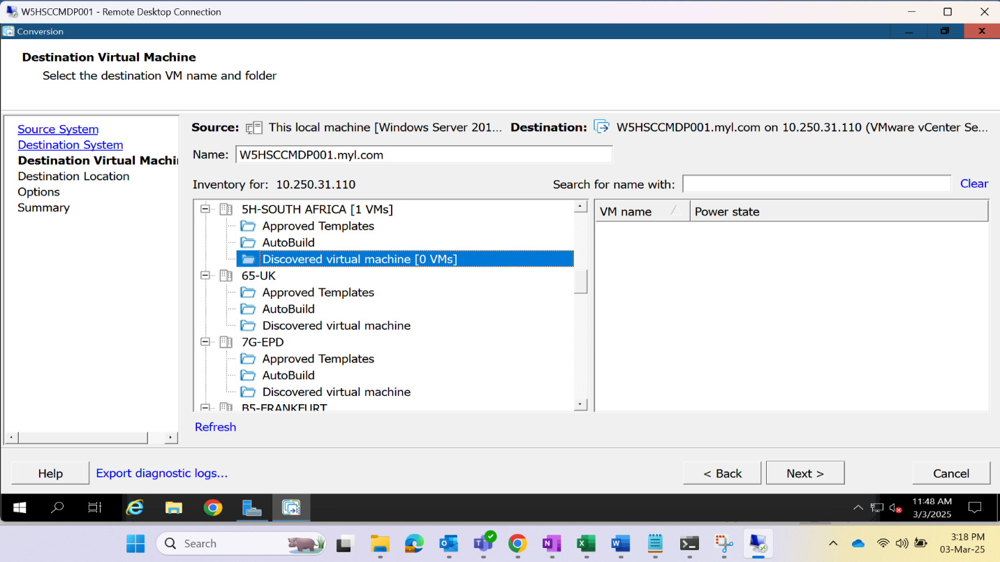 W5HSCCMDP001 - Remote Desktop Connection
Conversion
Destination Virtual Machine
Select the destination VM name and folder
Source System
Destination System
Destination Virtual Machi
Destination Location
Options
Summary
Source: This local machine [Windows Server 201... Destination: W5HSCCMDP001.myl.com on 10.250.31.110 (VMware vCenter Se...
Name: W5HSCCMDP001.myl.com
Inventory for: 10.250.31.110 Search for name with: Clear
5H-SOUTH AFRICA [1 VMs]
Approved Templates
AutoBuild
Discovered virtual machine [0 VMs]
65-UK
Approved Templates
AutoBuild
Discovered virtual machine
7G-EPD
Approved Templates
AutoBuild
Discovered virtual machine
B5-FRANKFURT
VM name Power state
Refresh
Help Export diagnostic logs... < Back Next > Cancel
11:48 AM
3/3/2025
Search
3:18 PM
03-Mar-25